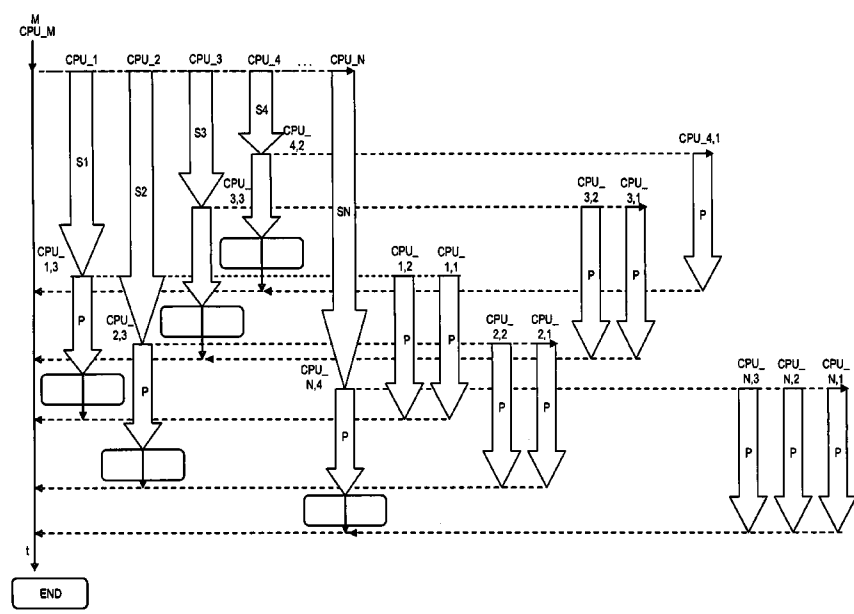 M
CPU_M
CPU_1 CPU_2 CPU_3 CPU_4 ... CPU_N
S4
S3
CPU_
4,2
CPU_4,1
S1
S2
CPU_
3,3
SN
CPU_
3,2
CPU_
3,1
P
CPU_
1,3
CPU_
1,2
CPU_
1,1
P
P
P
CPU_
2,3
CPU_
2,2
CPU_
2,1
P
P
CPU_
N,4
CPU_
N,3
CPU_
N,2
CPU_
N,1
P
P
P
P
P
P
P
t
END